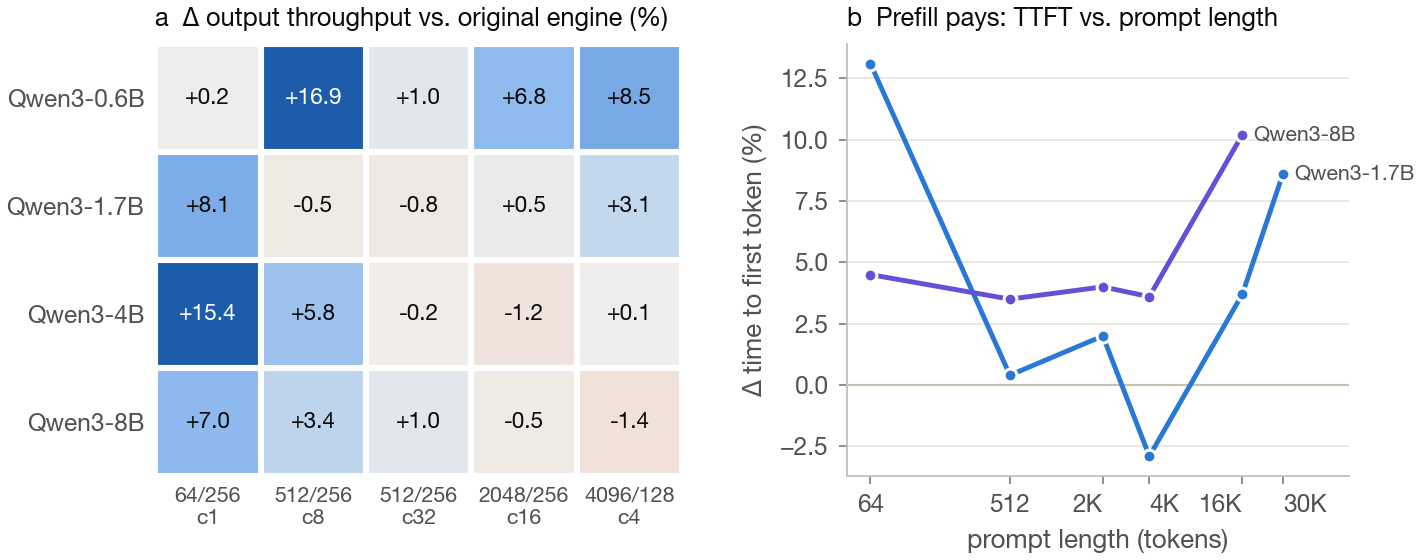 a  Δ output throughput vs. original engine (%)
Qwen3-0.6B +0.2 +16.9 +1.0 +6.8 +8.5
Qwen3-1.7B +8.1 -0.5 -0.8 +0.5 +3.1
Qwen3-4B +15.4 +5.8 -0.2 -1.2 +0.1
Qwen3-8B +7.0 +3.4 +1.0 -0.5 -1.4
64/256 512/256 512/256 2048/256 4096/128
c1 c8 c32 c16 c4
b  Prefill pays: TTFT vs. prompt length
Δ time to first token (%)
12.5
10.0
7.5
5.0
2.5
0.0
−2.5
Qwen3-8B
Qwen3-1.7B
64 512 2K 4K 16K 30K
prompt length (tokens)